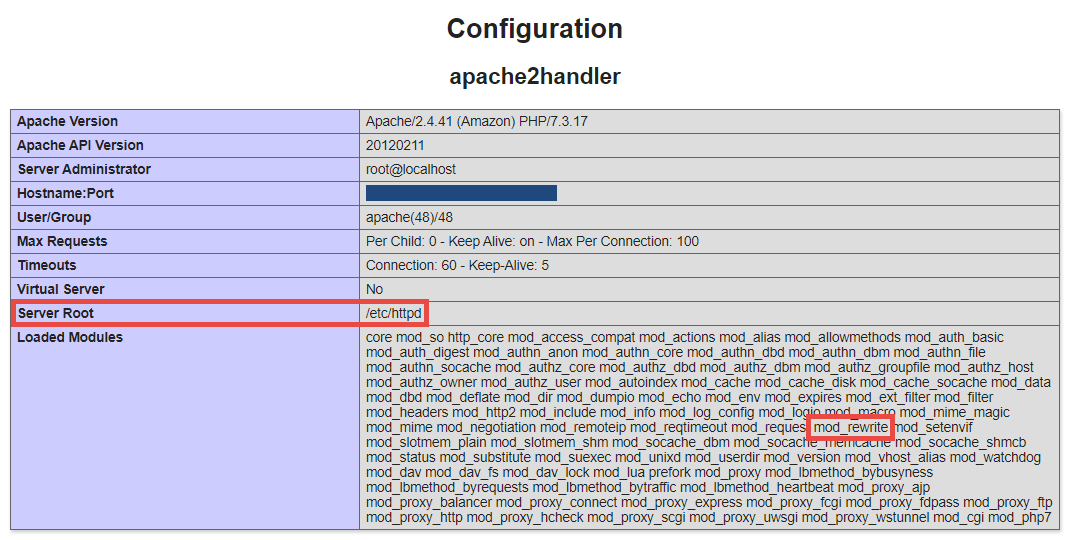 Configuration
apache2handler
Apache Version Apache/2.4.41 (Amazon) PHP/7.3.17
Apache API Version 20120211
Server Administrator root@localhost
Hostname:Port
User/Group apache(48)/48
Max Requests Per Child: 0 - Keep Alive: on - Max Per Connection: 100
Timeouts Connection: 60 - Keep-Alive: 5
Virtual Server No
Server Root /etc/httpd
Loaded Modules core mod_so http_core mod_access_compat mod_actions mod_alias mod_allowmethods mod_auth_basic
mod_auth_digest mod_authn_anon mod_authn_core mod_authn_dbd mod_authn_dbm mod_authn_file
mod_authn_socache mod_authz_core mod_authz_dbd mod_authz_dbm mod_authz_groupfile mod_authz_host
mod_authz_owner mod_authz_user mod_autoindex mod_cache mod_cache_disk mod_cache_socache mod_data
mod_dbd mod_deflate mod_dir mod_dumpio mod_echo mod_env mod_expires mod_ext_filter mod_filter
mod_headers mod_http2 mod_include mod_info mod_log_config mod_logio mod_macro mod_mime_magic
mod_mime mod_negotiation mod_remoteip mod_reqtimeout mod_reques mod_rewrite mod_setenvif
mod_slotmem_plain mod_slotmem_shm mod_socache_dbm mod_socache_memcache mod_socache_shmcb
mod_status mod_substitute mod_suexec mod_unixd mod_userdir mod_version mod_vhost_alias mod_watchdog
mod_dav mod_dav_fs mod_dav_lock mod_lua prefork mod_proxy mod_lbmethod_bybusyness
mod_lbmethod_byrequests mod_lbmethod_bytraffic mod_lbmethod_heartbeat mod_proxy_ajp
mod_proxy_balancer mod_proxy_connect mod_proxy_express mod_proxy_fcgi mod_proxy_fdpass mod_proxy_ftp
mod_proxy_http mod_proxy_hcheck mod_proxy_scgi mod_proxy_uwsgi mod_proxy_wstunnel mod_cgi mod_php7